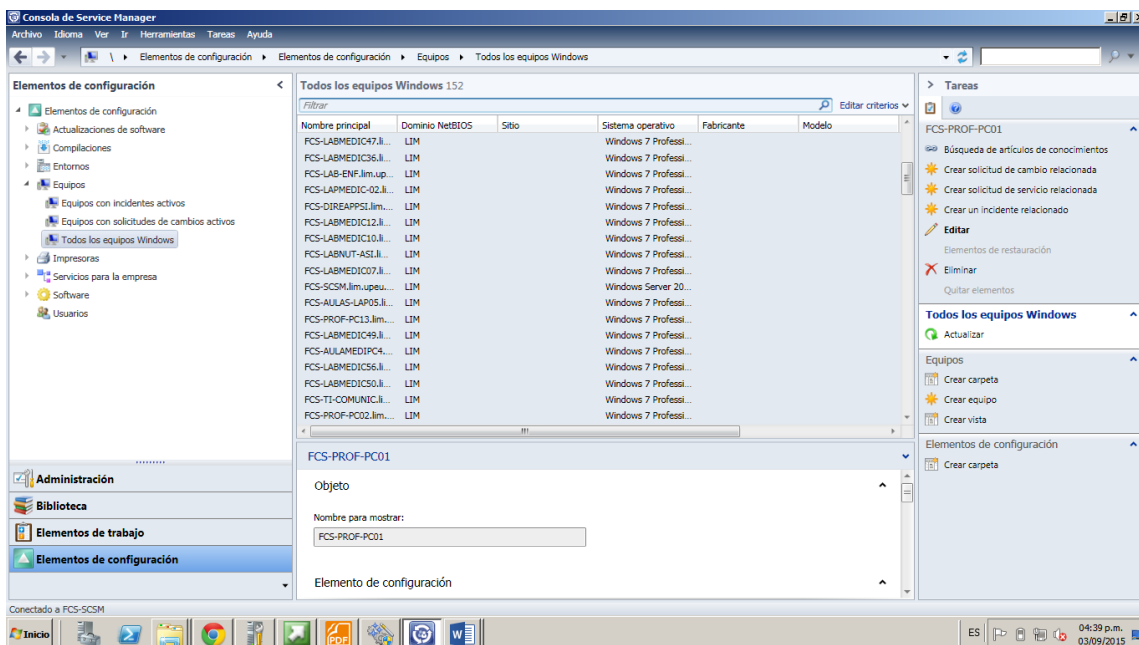 Consola de Service Manager
Archivo Idioma Ver Ir Herramientas Tareas Ayuda
\ Elementos de configuración Elementos de configuración Equipos Todos los equipos Windows
Elementos de configuración
Elementos de configuración
Actualizaciones de software
Compilaciones
Entornos
Equipos
Equipos con incidentes activos
Equipos con solicitudes de cambios activos
Todos los equipos Windows
Impresoras
Servicios para la empresa
Software
Usuarios
Administración
Biblioteca
Elementos de trabajo
Elementos de configuración
Todos los equipos Windows 152
Filtrar Editar criterios
Nombre principal Dominio NetBIOS Sitio Sistema operativo Fabricante Modelo
FCS-LABMEDIC47.li... LIM Windows 7 Professi...
FCS-LABMEDIC36.li... LIM Windows 7 Professi...
FCS-LAB-ENF.lim.up... LIM Windows 7 Professi...
FCS-LAPMEDIC-02.li... LIM Windows 7 Professi...
FCS-DIREAPPSI.lim.... LIM Windows 7 Professi...
FCS-LABMEDIC12.li... LIM Windows 7 Professi...
FCS-LABMEDIC10.li... LIM Windows 7 Professi...
FCS-LABNUT-ASI.li... LIM Windows 7 Professi...
FCS-LABMEDIC07.li... LIM Windows 7 Professi...
FCS-SCSM.lim.upeu.... LIM Windows Server 20...
FCS-AULAS-LAP05.li... LIM Windows 7 Professi...
FCS-PROF-PC13.lim.... LIM Windows 7 Professi...
FCS-LABMEDIC49.li... LIM Windows 7 Professi...
FCS-AULAMEDIPC4.... LIM Windows 7 Professi...
FCS-LABMEDIC56.li... LIM Windows 7 Professi...
FCS-LABMEDIC50.li... LIM Windows 7 Professi...
FCS-TI-COMUNIC.li... LIM Windows 7 Professi...
FCS-PROF-PC02.lim.... LIM Windows 7 Professi...
FCS-PROF-PC01
Objeto
Nombre para mostrar:
FCS-PROF-PC01
Elemento de configuración
Tareas
FCS-PROF-PC01
Búsqueda de artículos de conocimientos
Crear solicitud de cambio relacionada
Crear solicitud de servicio relacionada
Crear un incidente relacionado
Editar
Elementos de restauración
Eliminar
Quitar elementos
Todos los equipos Windows
Actualizar
Equipos
Crear carpeta
Crear equipo
Crear vista
Elementos de configuración
Crear carpeta
Conectado a FCS-SCSM
Inicio
PDF
ES
04:39 p.m.
03/09/2015